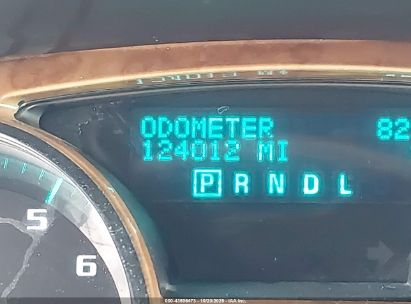 ODOMETER 82
124012 MI
P R N D L
5
6